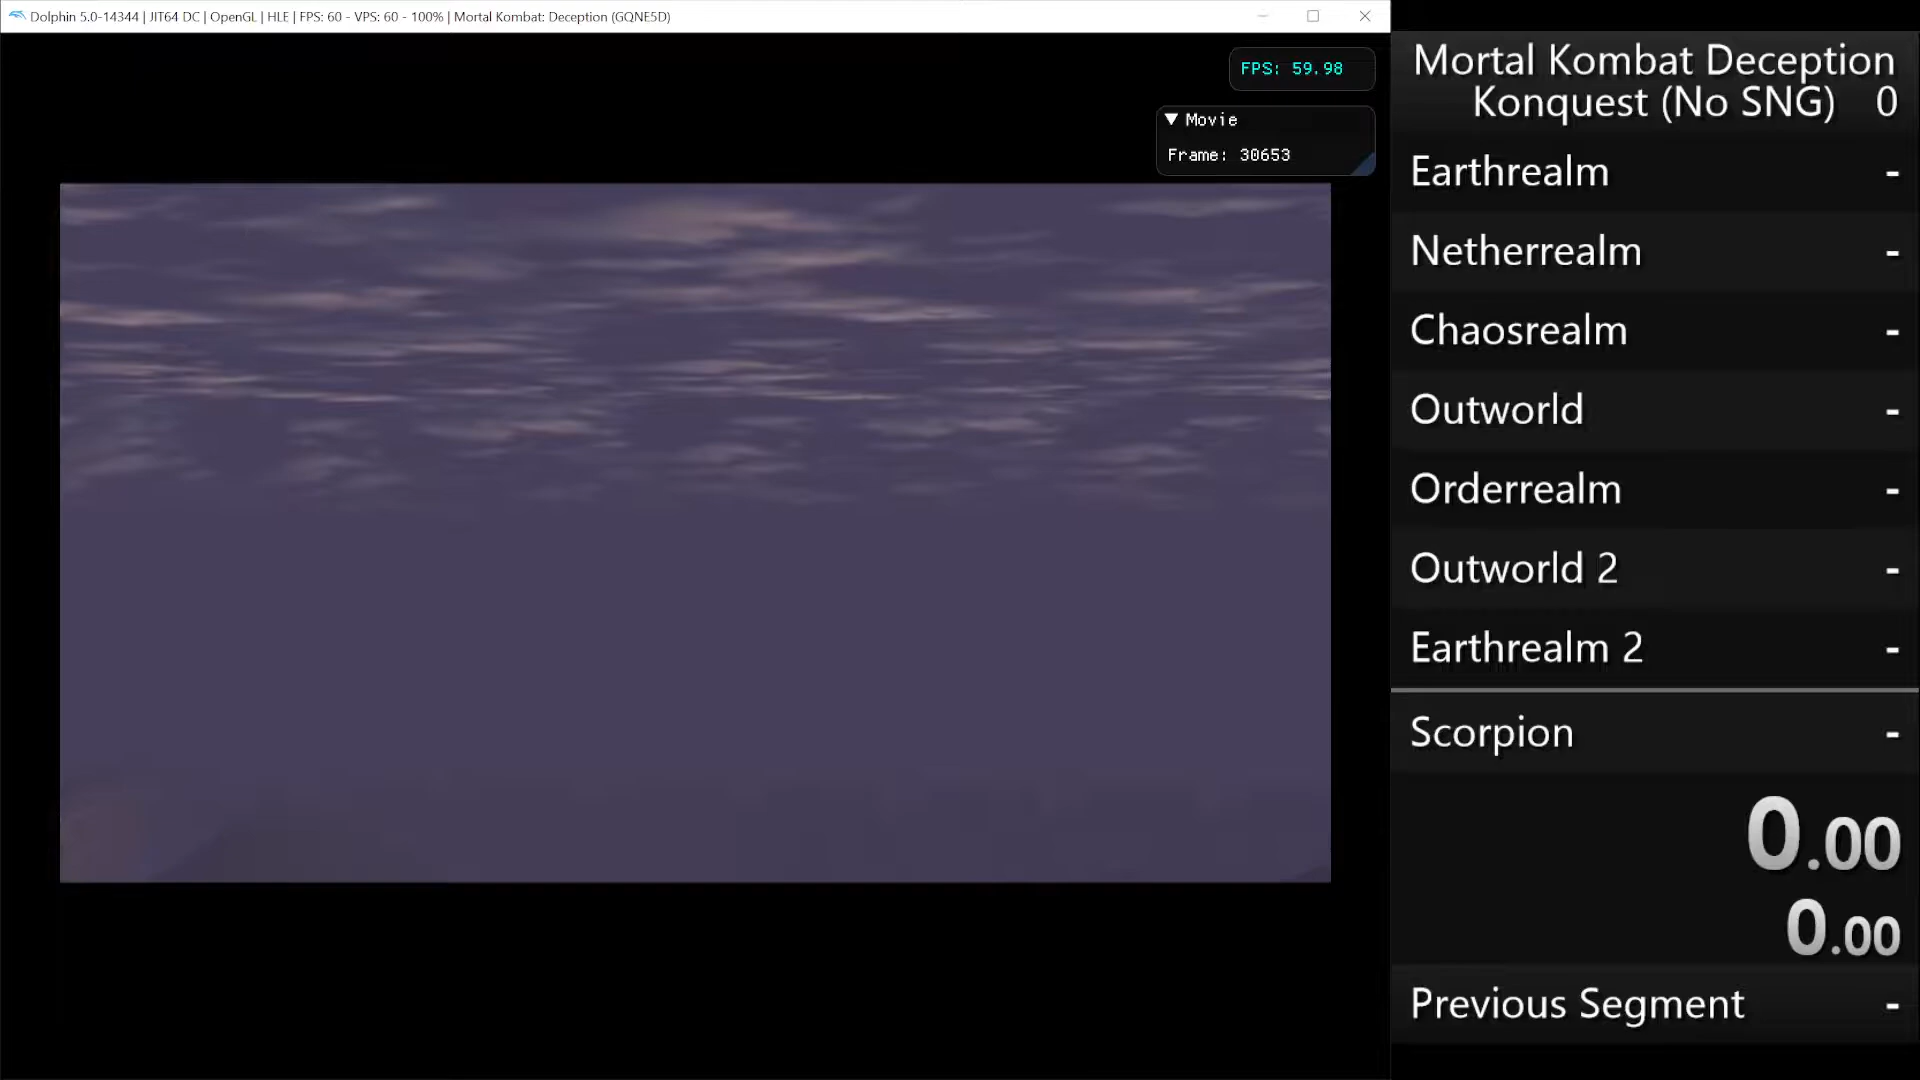 Dolphin 5.0-14344 | JIT64 DC | OpenGL | HLE | FPS: 60 - VPS: 60 - 100% | Mortal Kombat: Deception (GQNE5D)
FPS: 59.98
▼ Movie
Frame: 30653
Mortal Kombat Deception
Konquest (No SNG) 0
Earthrealm -
Netherrealm -
Chaosrealm -
Outworld -
Orderrealm -
Outworld 2 -
Earthrealm 2 -
Scorpion -
0.00
0.00
Previous Segment -